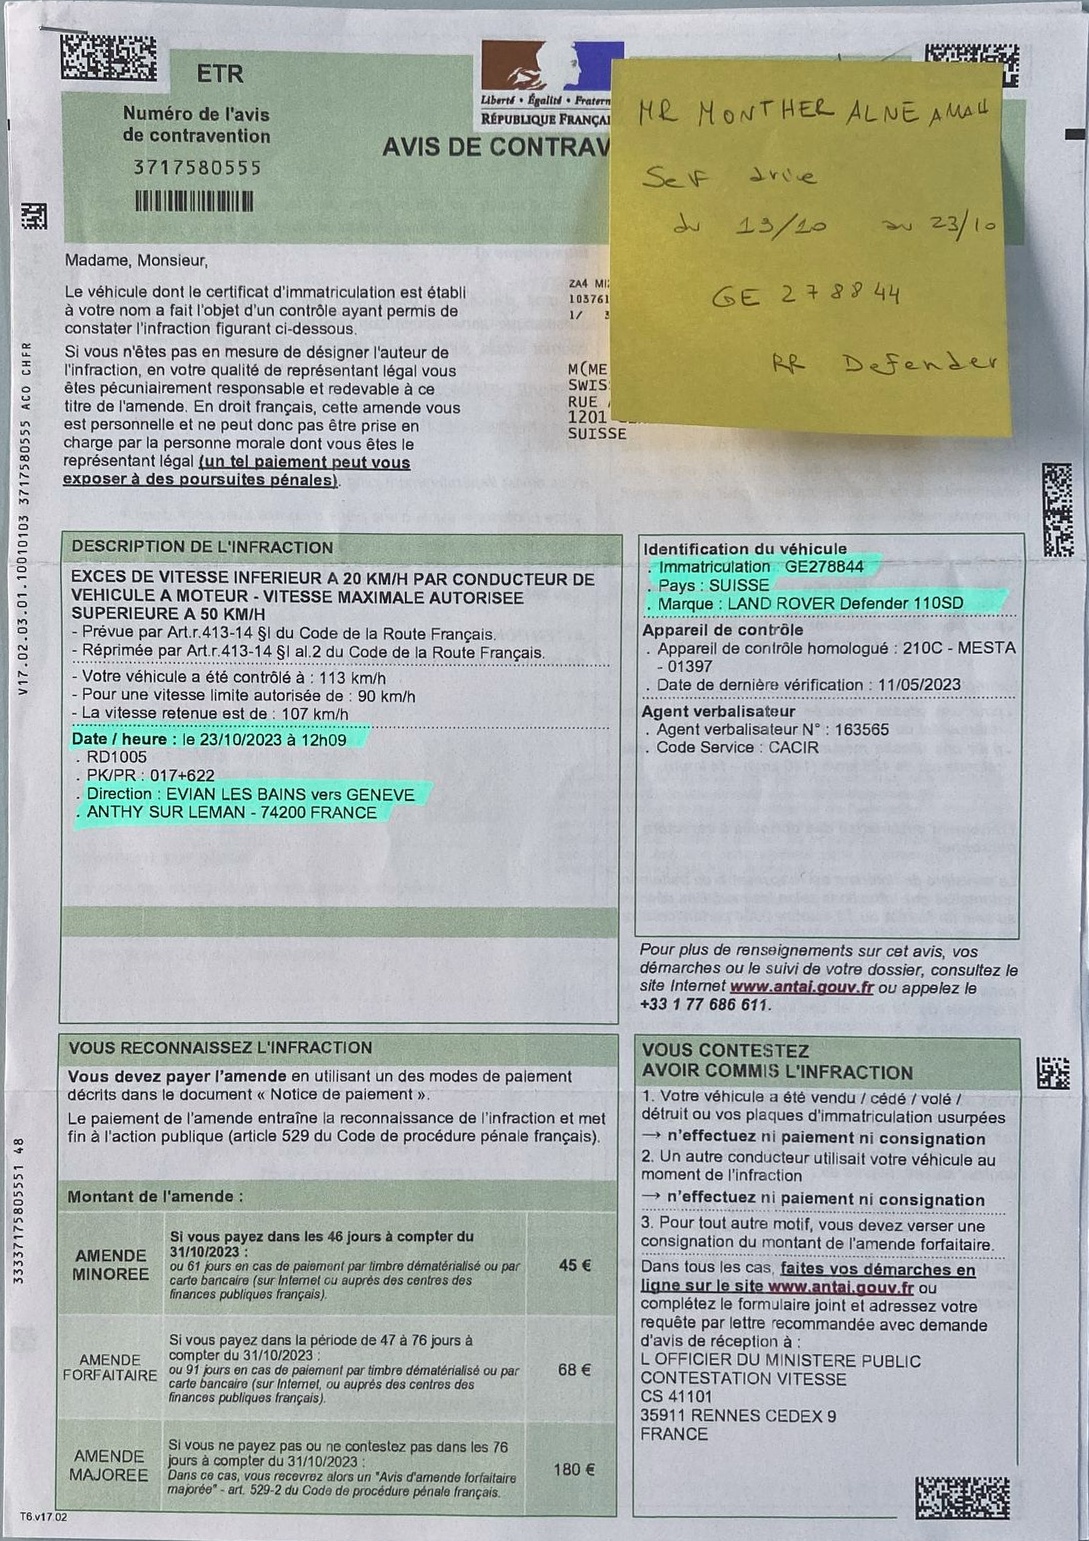 ETR
Numéro de l'avis
de contravention
3717580555
Liberté • Égalité • Fratern
RÉPUBLIQUE FRANÇAI
AVIS DE CONTRAV
MR MONTHER
Self drive
du 13/10 au 23/10
GE 278844
RR Defender
Madame, Monsieur,
Le véhicule dont le certificat d'immatriculation est établi
à votre nom a fait l'objet d'un contrôle ayant permis de
constater l'infraction figurant ci-dessous.
Si vous n'êtes pas en mesure de désigner l'auteur de
l'infraction, en votre qualité de représentant légal vous
êtes pécuniairement responsable et redevable à ce
titre de l'amende. En droit français, cette amende vous
est personnelle et ne peut donc pas être prise en
charge par la personne morale dont vous êtes le
représentant légal (un tel paiement peut vous
exposer à des poursuites pénales).
ZA4 MI
103761
1/
M(ME
SWIS
RUE
1201
SUISSE
V17.02.03.01.10010103 3717580555 ACO CHFR
DESCRIPTION DE L'INFRACTION
EXCES DE VITESSE INFERIEUR A 20 KM/H PAR CONDUCTEUR DE
VEHICULE A MOTEUR - VITESSE MAXIMALE AUTORISEE
SUPERIEURE A 50 KM/H
- Prévue par Art.r.413-14 §I du Code de la Route Français.
- Réprimée par Art.r.413-14 §I al.2 du Code de la Route Français.
- Votre véhicule a été contrôlé à : 113 km/h
- Pour une vitesse limite autorisée de : 90 km/h
- La vitesse retenue est de : 107 km/h
Date / heure : le 23/10/2023 à 12h09
. RD1005
. PK/PR : 017+622
. Direction : EVIAN LES BAINS vers GENEVE
. ANTHY SUR LEMAN - 74200 FRANCE
Identification du véhicule
. Immatriculation GE278844
. Pays : SUISSE
. Marque : LAND ROVER Defender 110SD
Appareil de contrôle
. Appareil de contrôle homologué : 210C - MESTA
- 01397
. Date de dernière vérification : 11/05/2023
Agent verbalisateur
. Agent verbalisateur N° : 163565
. Code Service : CACIR
Pour plus de renseignements sur cet avis, vos
démarches ou le suivi de votre dossier, consultez le
site Internet www.antai.gouv.fr ou appelez le
+33 1 77 686 611.
VOUS RECONNAISSEZ L'INFRACTION
Vous devez payer l'amende en utilisant un des modes de paiement
décrits dans le document « Notice de paiement ».
Le paiement de l'amende entraîne la reconnaissance de l'infraction et met
fin à l'action publique (article 529 du Code de procédure pénale français).
Montant de l'amende :
AMENDE
MINOREE
Si vous payez dans les 46 jours à compter du
31/10/2023 :
ou 61 jours en cas de paiement par timbre dématérialisé ou par
carte bancaire (sur Internet ou auprès des centres des
finances publiques français).
45 €
AMENDE
FORFAITAIRE
Si vous payez dans la période de 47 à 76 jours à
compter du 31/10/2023 :
ou 91 jours en cas de paiement par timbre dématérialisé ou par
carte bancaire (sur Internet, ou auprès des centres des
finances publiques français).
68 €
AMENDE
MAJOREE
Si vous ne payez pas ou ne contestez pas dans les 76
jours à compter du 31/10/2023 :
Dans ce cas, vous recevrez alors un "Avis d'amende forfaitaire
majorée" - art. 529-2 du Code de procédure pénale français.
180 €
VOUS CONTESTEZ
AVOIR COMMIS L'INFRACTION
1. Votre véhicule a été vendu / cédé / volé /
détruit ou vos plaques d'immatriculation usurpées
→ n'effectuez ni paiement ni consignation
2. Un autre conducteur utilisait votre véhicule au
moment de l'infraction
→ n'effectuez ni paiement ni consignation
3. Pour tout autre motif, vous devez verser une
consignation du montant de l'amende forfaitaire.
Dans tous les cas, faites vos démarches en
ligne sur le site www.antai.gouv.fr ou
complétez le formulaire joint et adressez votre
requête par lettre recommandée avec demande
d'avis de réception à :
L OFFICIER DU MINISTERE PUBLIC
CONTESTATION VITESSE
CS 41101
35911 RENNES CEDEX 9
FRANCE
33337175805551 48
T6.v17.02